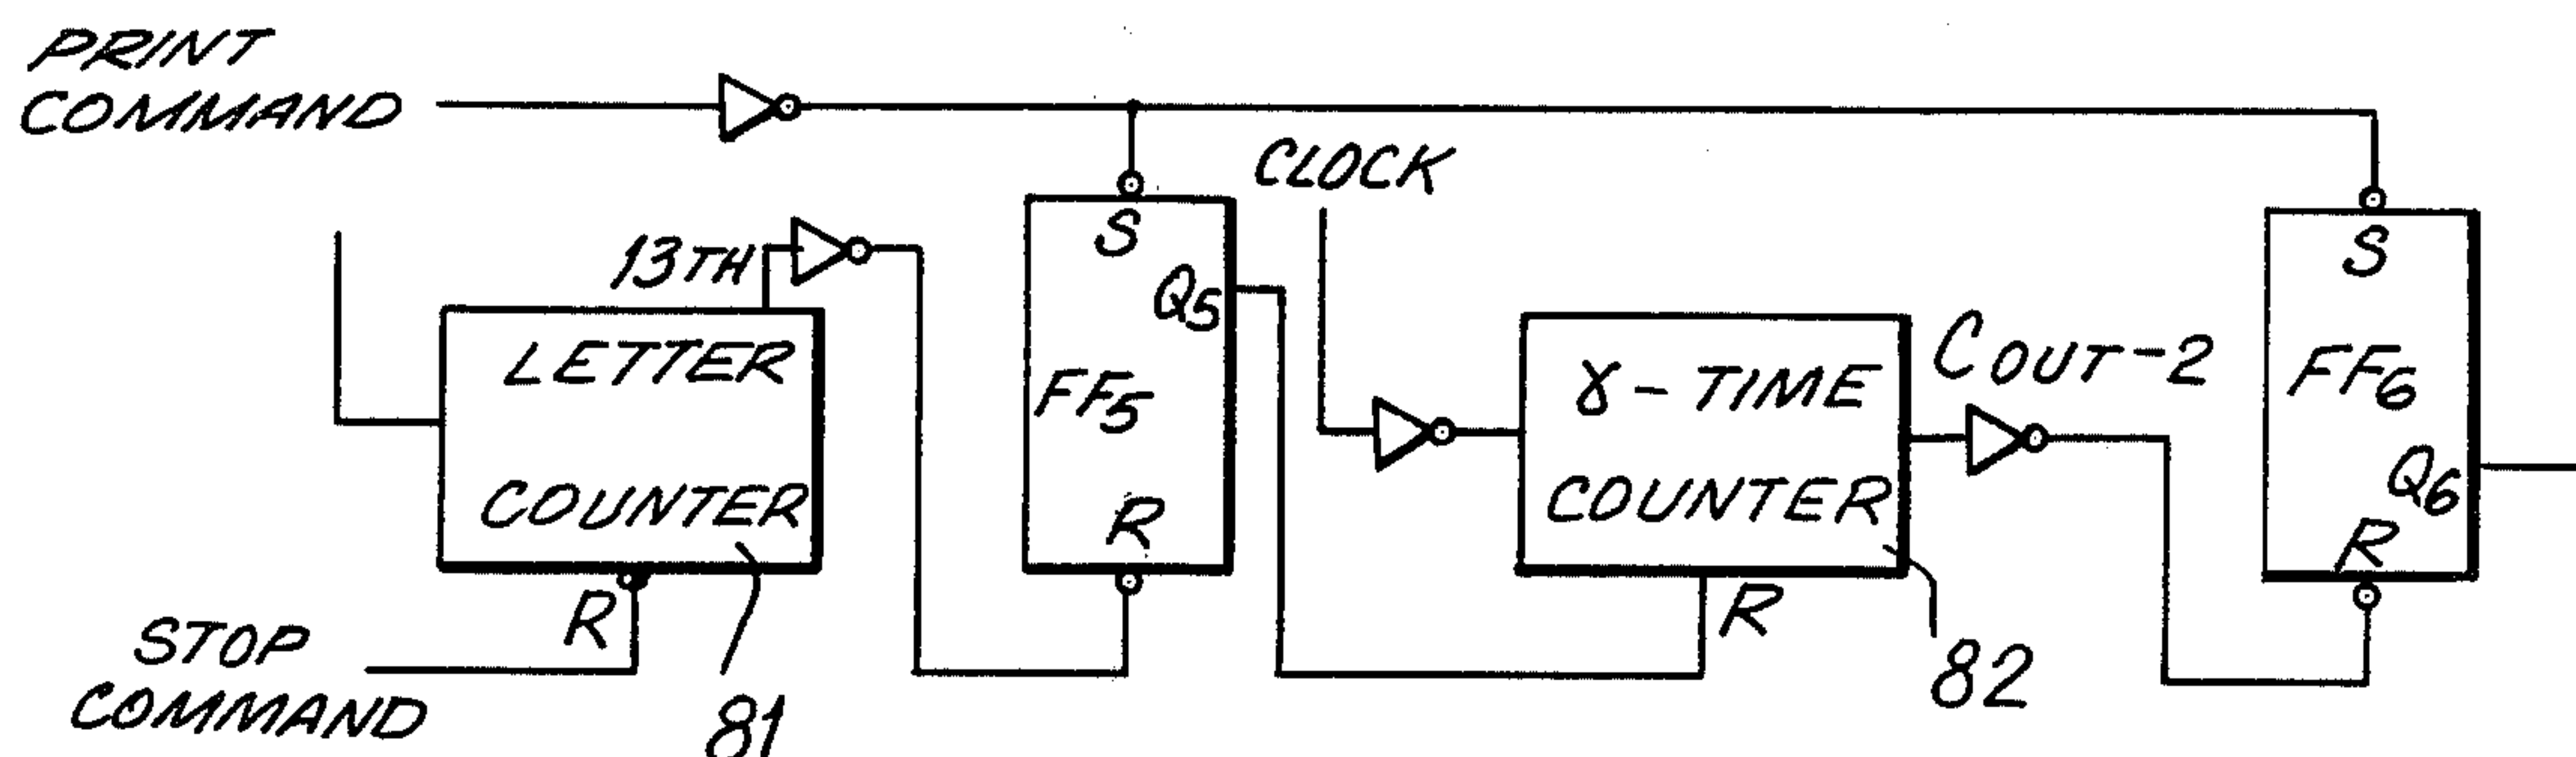 PRINT
COMMAND
CLOCK
13TH
S
Q5
FF5
R
LETTER
COUNTER
R
STOP
COMMAND
81
γ-TIME
COUNTER
R
82
COUT-2
S
FF6
Q6
R